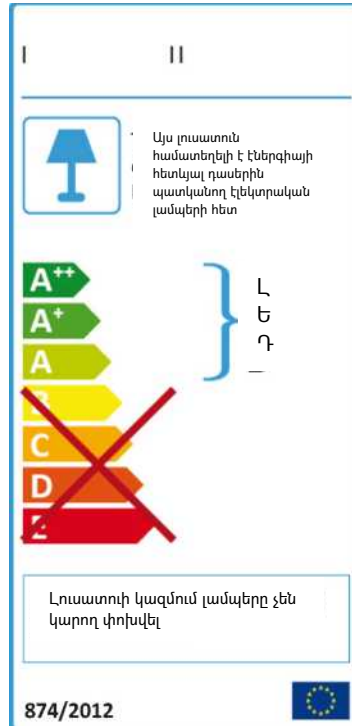 I II
Այս լուսատուն
համատեղելի է էներգիայի
հետևյալ դասերին
պատկանող էլեկտրական
լամպերի հետ
A++
A+
A
B
C
D
E
Լ
Ե
Դ
Լուսատուի կազմում լամպերը չեն
կարող փոխվել
874/2012